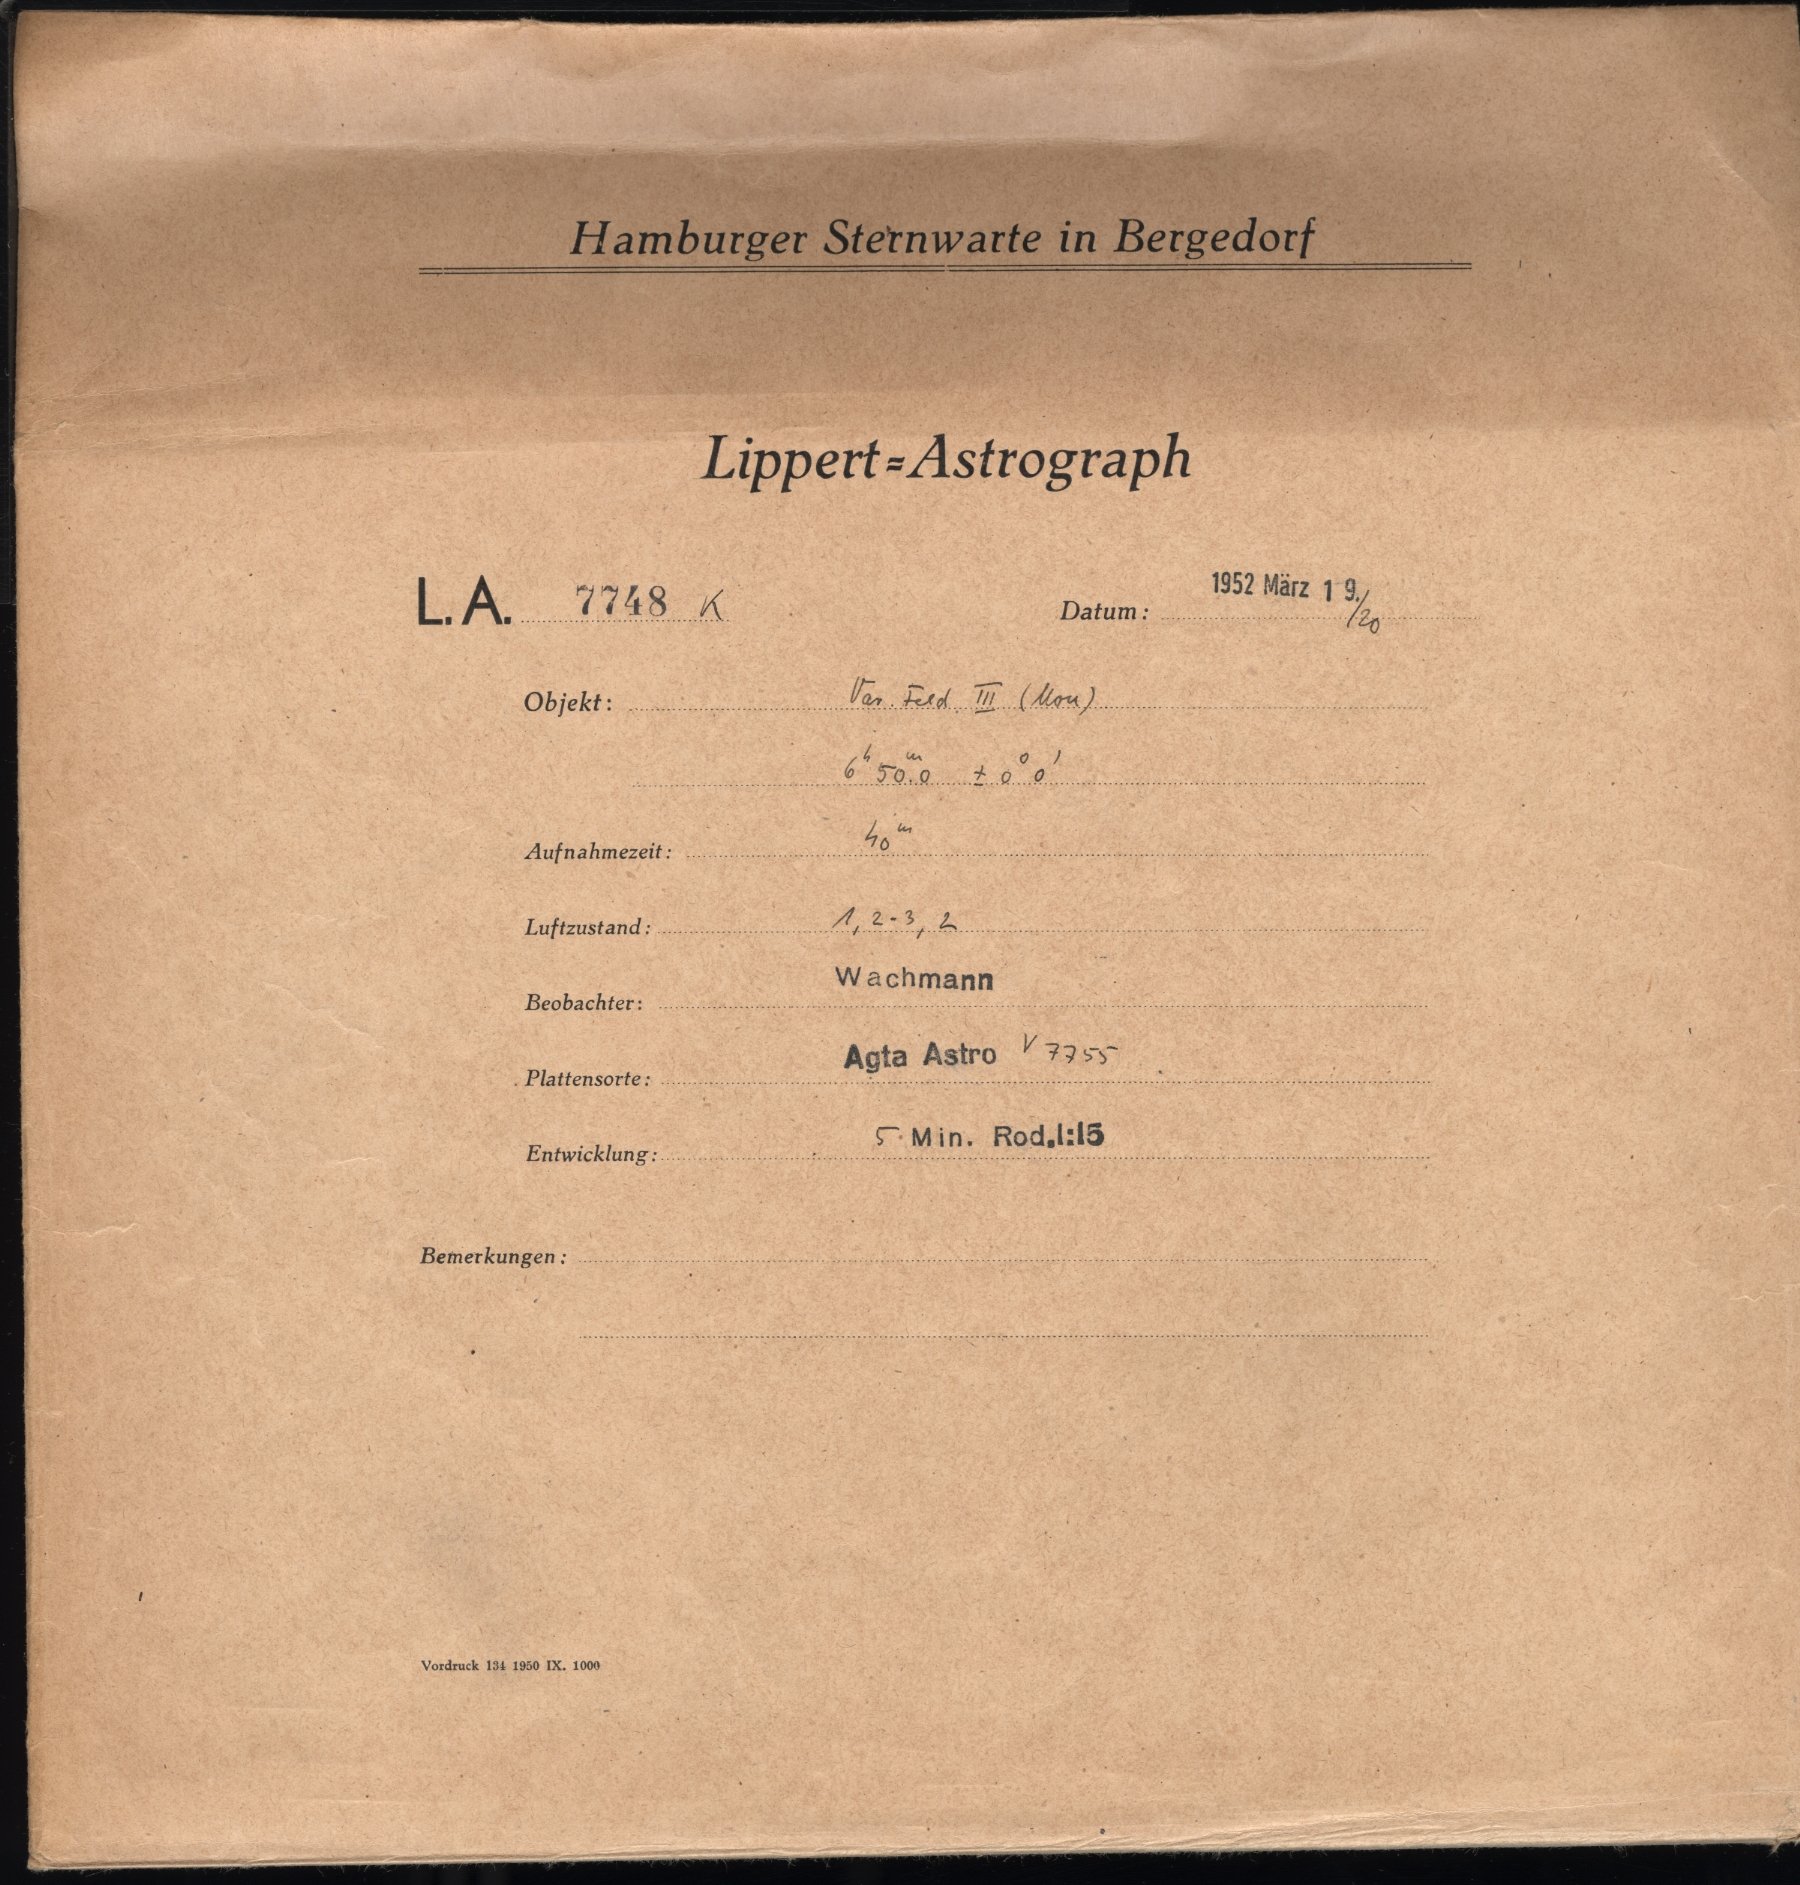 Hamburger Sternwarte in Bergedorf
Lippert=Astrograph
L. A. 7748 K Datum: 1952 März 19./20
Objekt: Var. Feld III (Mon)
6ʰ 50ᵐ.0 ± 0° 0'
Aufnahmezeit: 40ᵐ
Luftzustand: 1, 2-3, 2
Beobachter: Wachmann
Plattensorte: Agfa Astro V 7755
Entwicklung: 5 Min. Rod. 1:15
Bemerkungen:
Vordruck 134 1950 IX. 1000